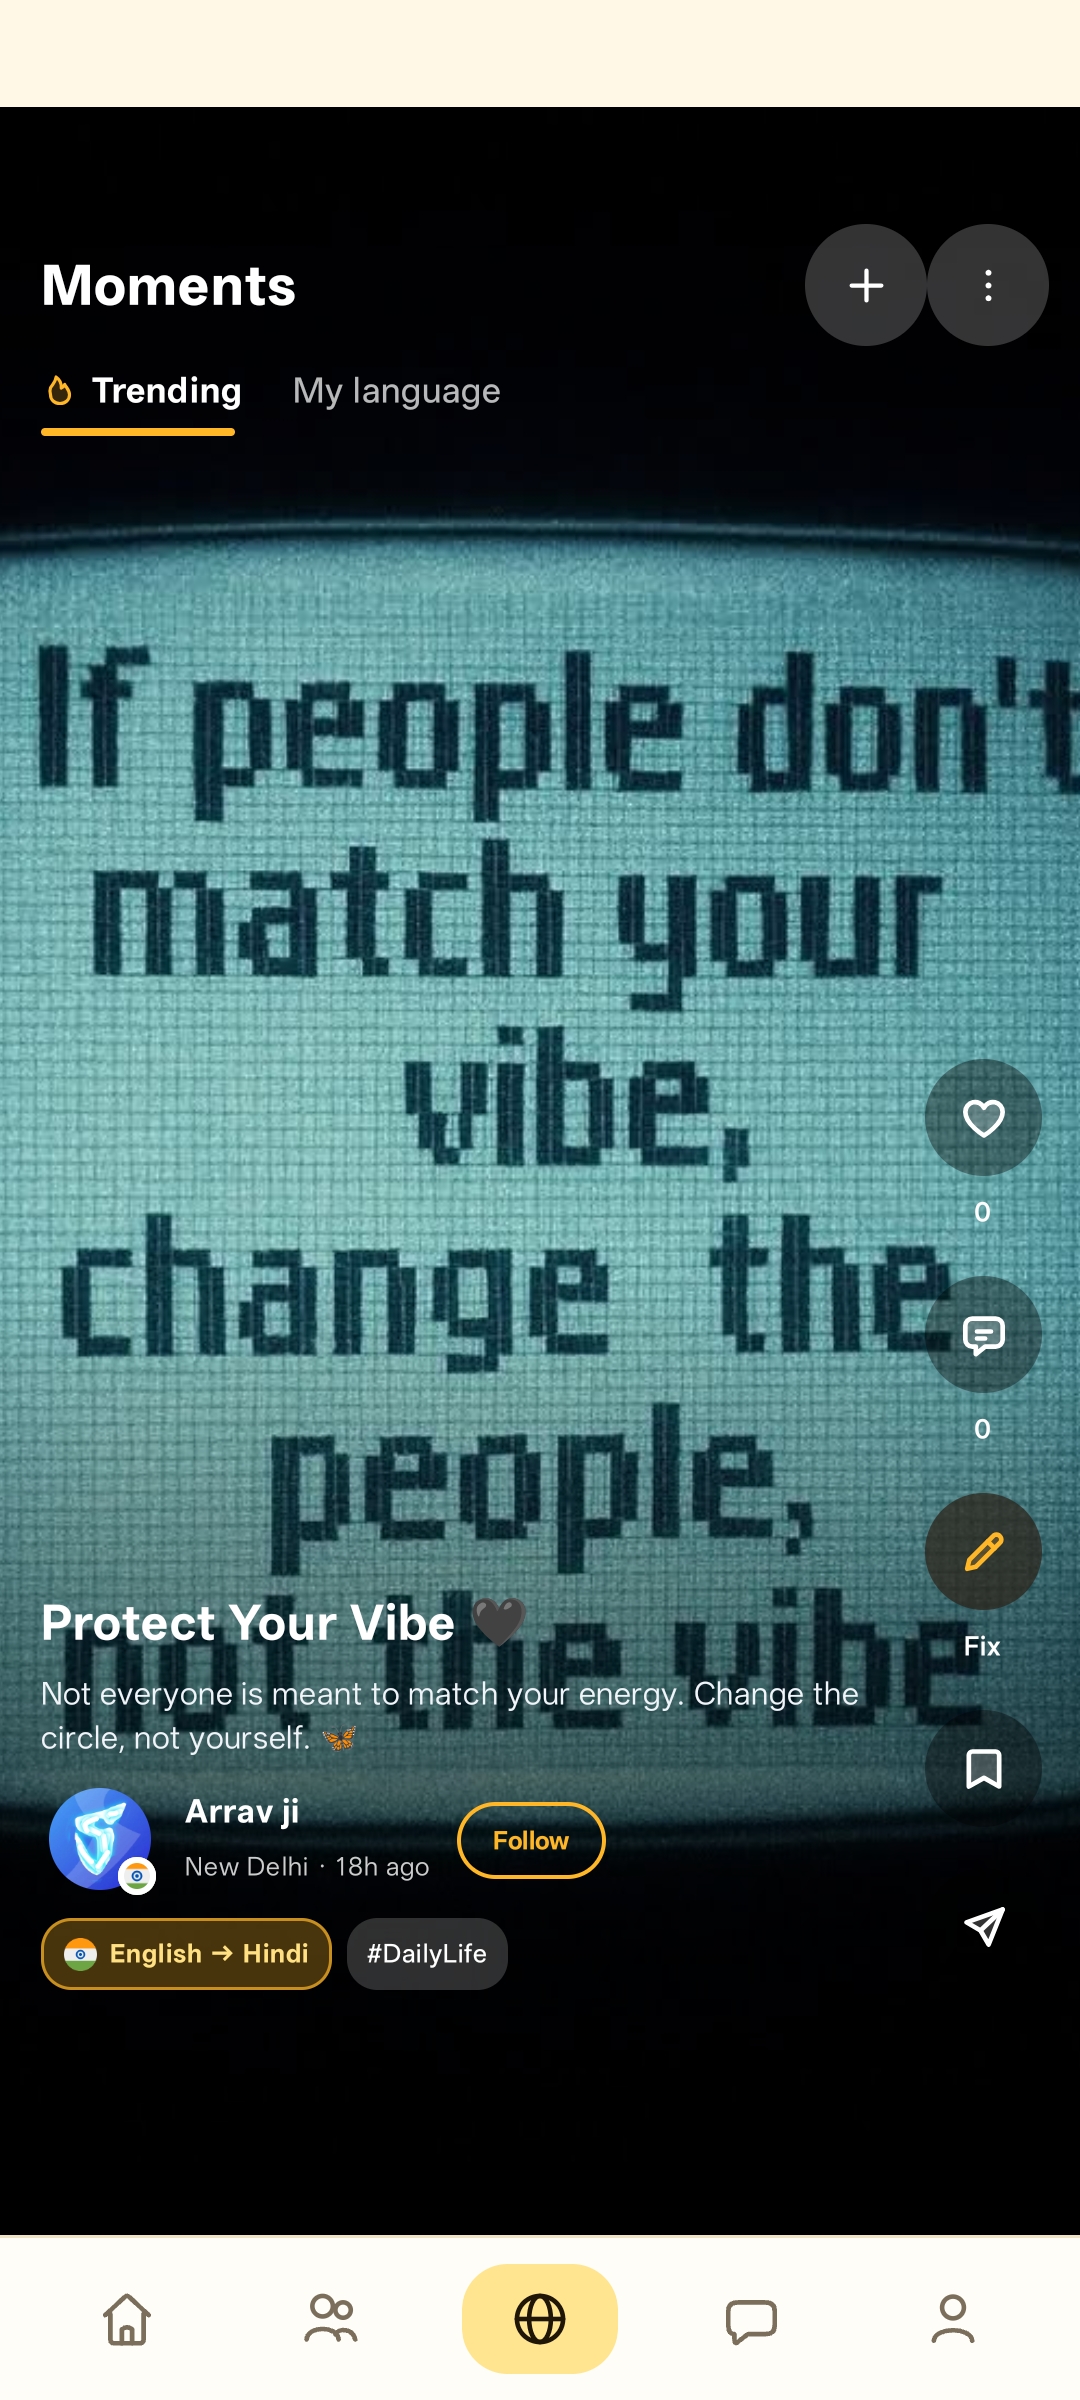 Moments
Trending
My language
If people don't
match your
vibe,
change the
people,
not the vibe
0
0
Fix
Protect Your Vibe 🖤
Not everyone is meant to match your energy. Change the
circle, not yourself. 🦋
Arrav ji
New Delhi · 18h ago
Follow
English → Hindi
#DailyLife